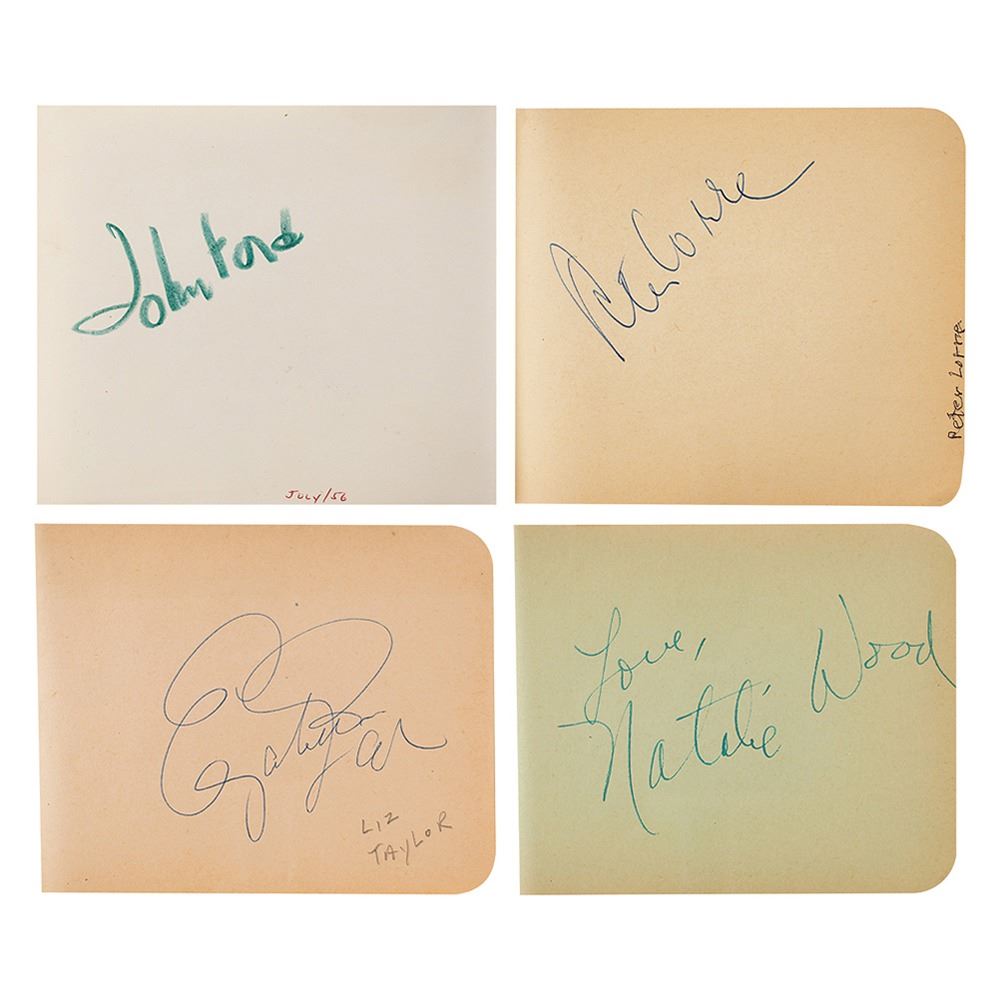 John Ford
JULY/56
Peter Lorre
Peter Lorre
Elizabeth Taylor
LIZ
TAYLOR
Love,
Natalie Wood